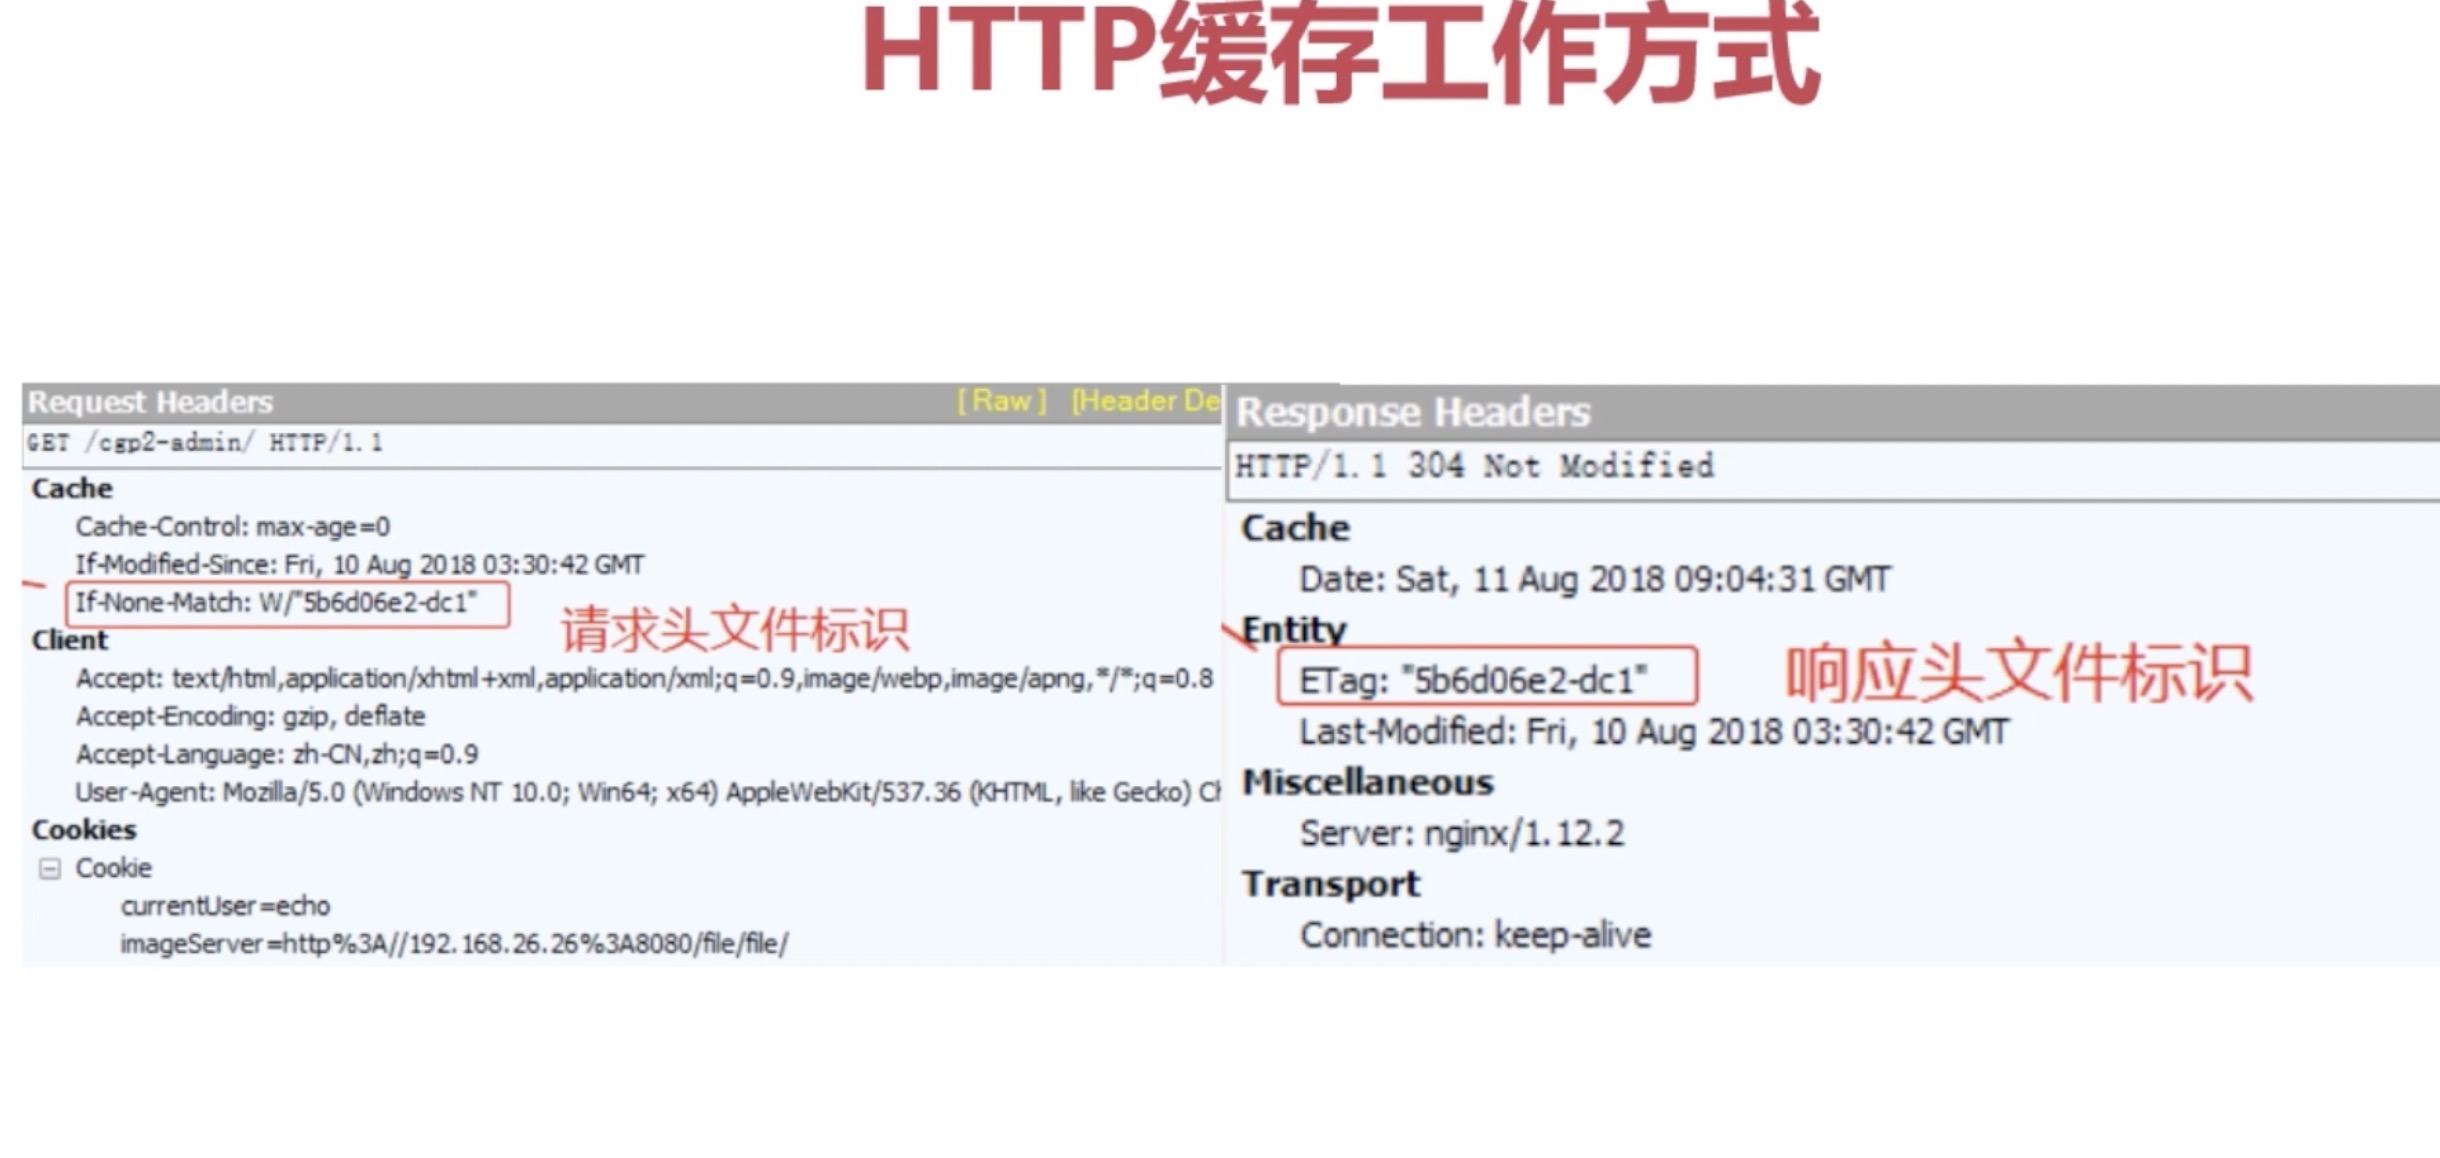 HTTP缓存工作方式
Request Headers [ Raw ] [Header De
GET /cgp2-admin/ HTTP/1.1
Cache
Cache-Control: max-age=0
If-Modified-Since: Fri, 10 Aug 2018 03:30:42 GMT
If-None-Match: W/"5b6d06e2-dc1"
请求头文件标识
Client
Accept: text/html,application/xhtml+xml,application/xml;q=0.9,image/webp,image/apng,*/*;q=0.8
Accept-Encoding: gzip, deflate
Accept-Language: zh-CN,zh;q=0.9
User-Agent: Mozilla/5.0 (Windows NT 10.0; Win64; x64) AppleWebKit/537.36 (KHTML, like Gecko) Ch
Cookies
Cookie
currentUser=echo
imageServer=http%3A//192.168.26.26%3A8080/file/file/
Response Headers
HTTP/1.1 304 Not Modified
Cache
Date: Sat, 11 Aug 2018 09:04:31 GMT
Entity
ETag: "5b6d06e2-dc1"
响应头文件标识
Last-Modified: Fri, 10 Aug 2018 03:30:42 GMT
Miscellaneous
Server: nginx/1.12.2
Transport
Connection: keep-alive